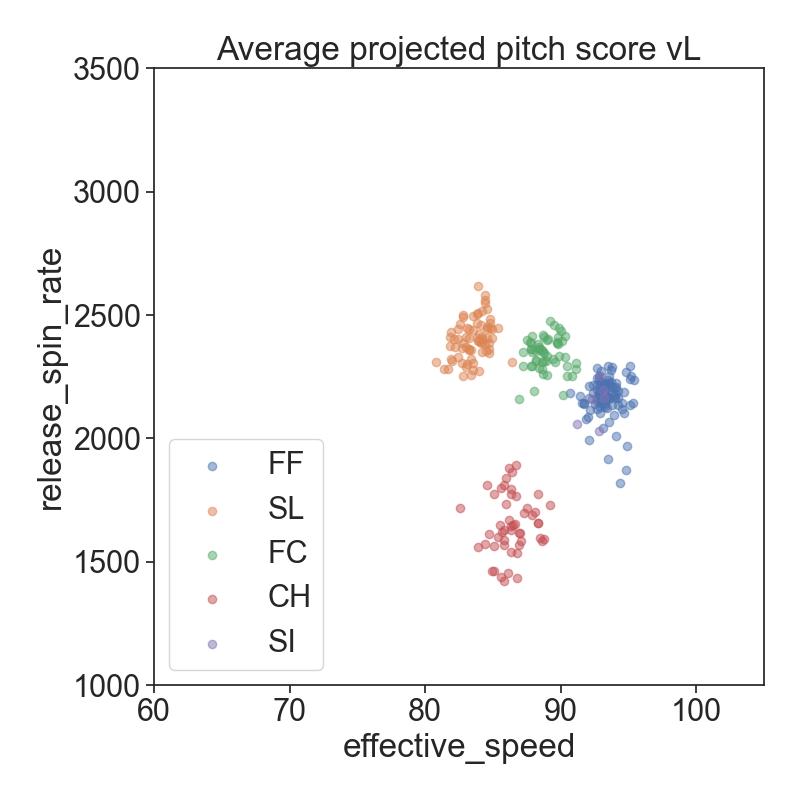 Average projected pitch score vL
3500
3000
2500
2000
1500
1000
release_spin_rate
FF
SL
FC
CH
SI
60 70 80 90 100
effective_speed